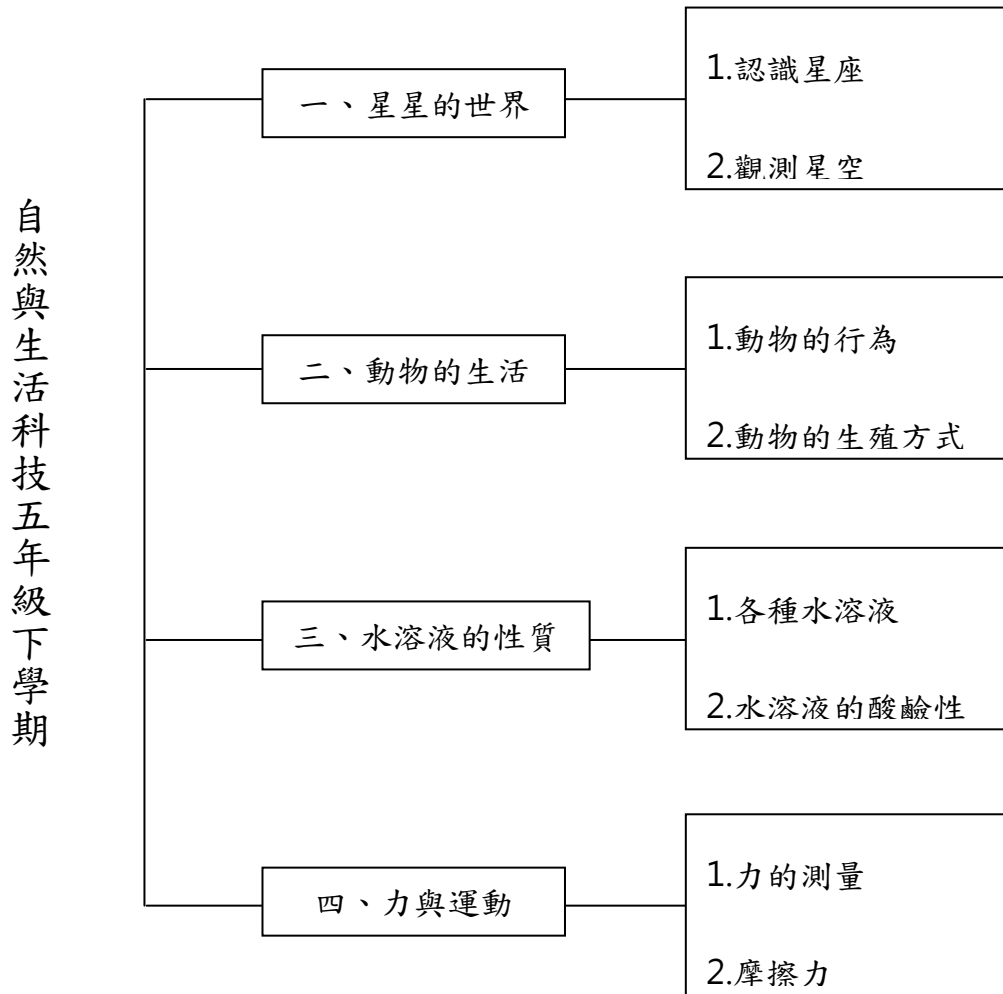 自然與生活科技五年級下學期
一、星星的世界
1.認識星座
2.觀測星空
二、動物的生活
1.動物的行為
2.動物的生殖方式
三、水溶液的性質
1.各種水溶液
2.水溶液的酸鹼性
四、力與運動
1.力的測量
2.摩擦力